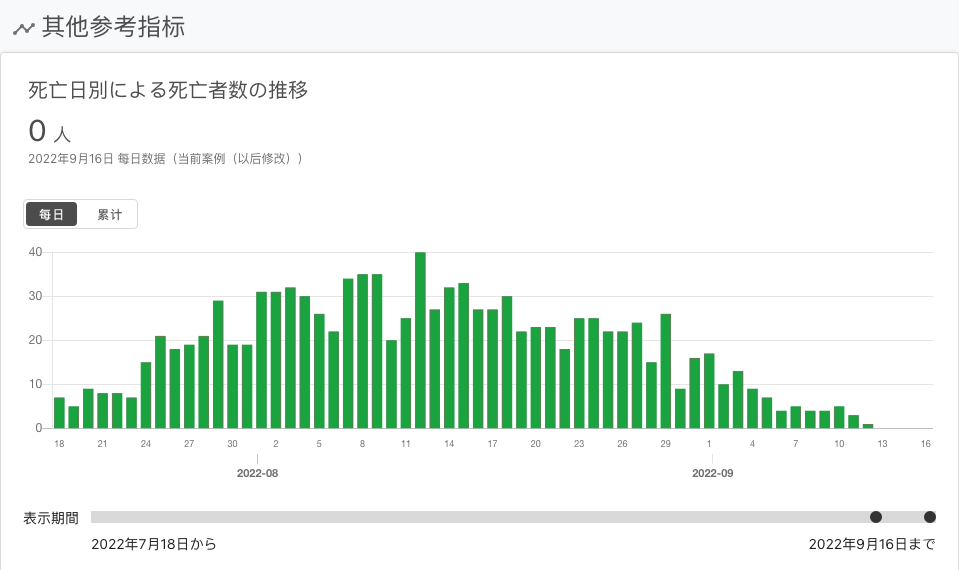 其他参考指标
死亡日別による死亡者数の推移
0 人
2022年9月16日 每日数据（当前案例（以后修改））
每日 累计
40
30
20
10
0
18 21 24 27 30 2 5 8 11 14 17 20 23 26 29 1 4 7 10 13 16
2022-08 2022-09
表示期間
2022年7月18日から 2022年9月16日まで